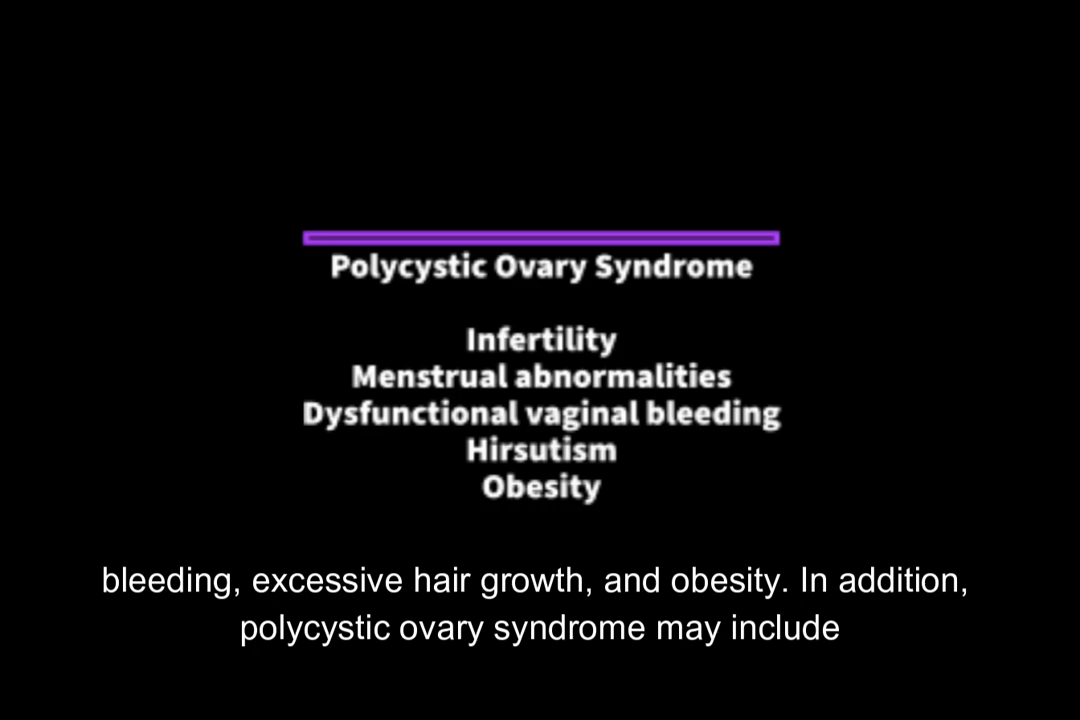 Polycystic Ovary Syndrome
Infertility
Menstrual abnormalities
Dysfunctional vaginal bleeding
Hirsutism
Obesity
bleeding, excessive hair growth, and obesity. In addition,
polycystic ovary syndrome may include